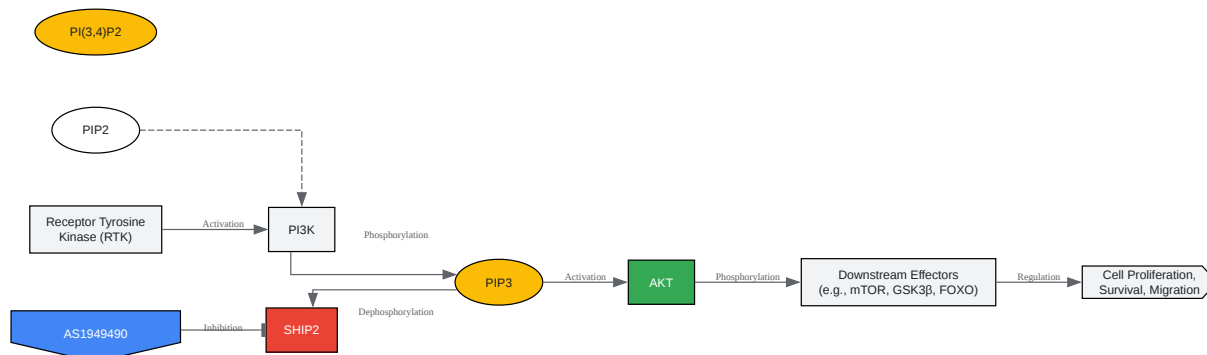 PI(3,4)P2
PIP2
Receptor Tyrosine
Kinase (RTK)
Activation
PI3K
Phosphorylation
PIP3
Activation
AKT
Phosphorylation
Downstream Effectors
(e.g., mTOR, GSK3β, FOXO)
Regulation
Cell Proliferation,
Survival, Migration
Dephosphorylation
AS1949490
Inhibition
SHIP2